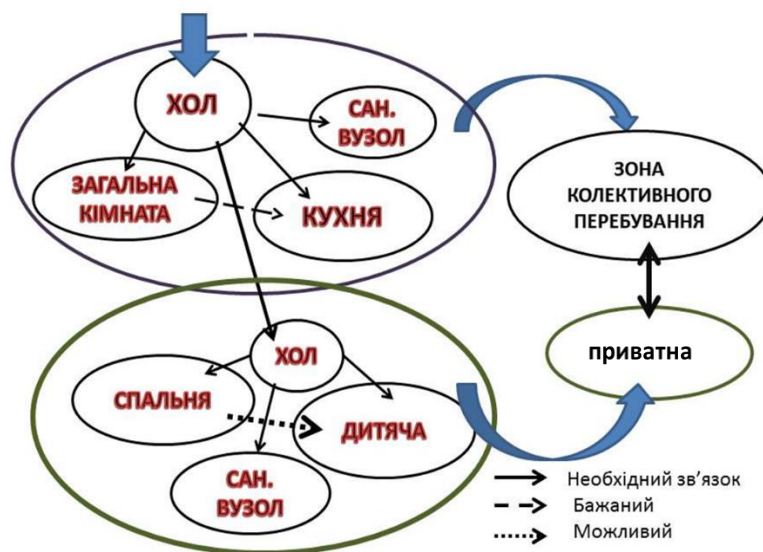 ХОЛ
САН.
ВУЗОЛ
ЗАГАЛЬНА
КІМНАТА
КУХНЯ
ЗОНА
КОЛЕКТИВНОГО
ПЕРЕБУВАННЯ
ХОЛ
приватна
СПАЛЬНЯ
ДИТЯЧА
САН.
ВУЗОЛ
Необхідний зв’язок
Бажаний
Можливий